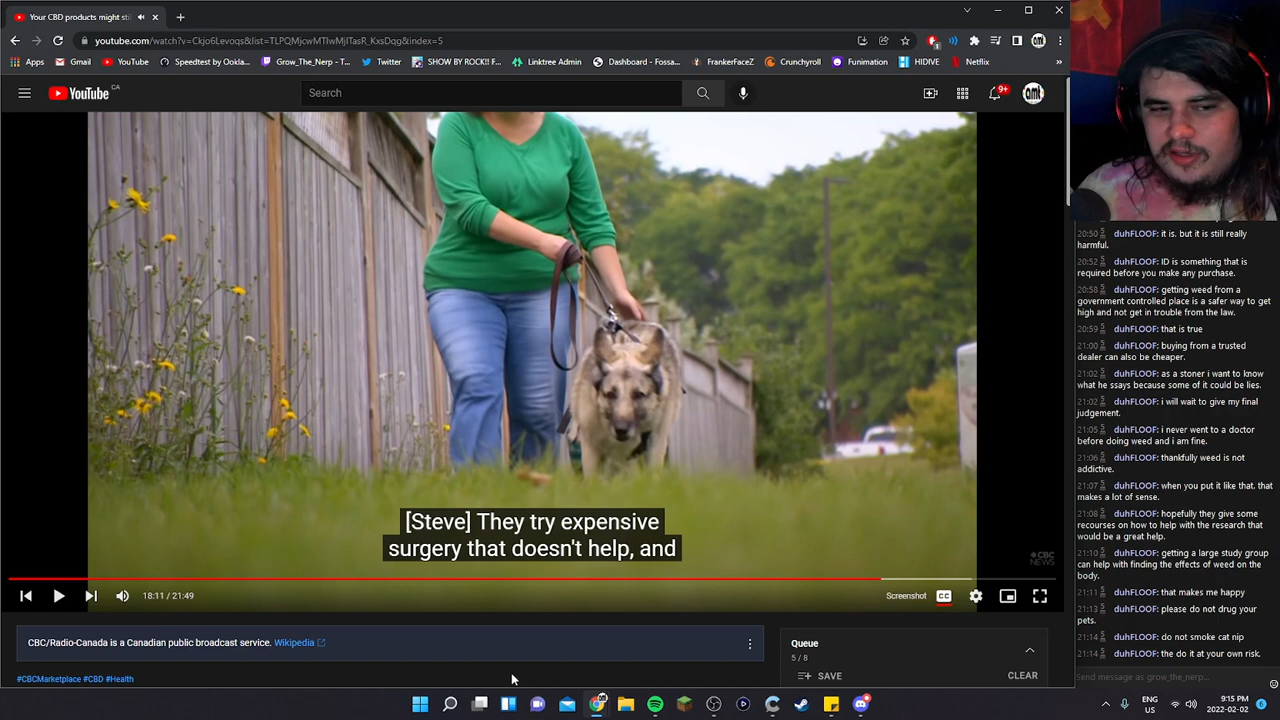 Your CBD products might sti
youtube.com/watch?v=Ckjo6Levoqs&list=TLPQMjcwMTIwMjITasR_KxsDqg&index=5
Apps Gmail YouTube Speedtest by Ookla... Grow_The_Nerp - T... Twitter SHOW BY ROCK!! F... Linktree Admin Dashboard - Fossa... FrankerFaceZ Crunchyroll Funimation HIDIVE Netflix »
YouTube CA
Search
9+
amt
[Steve] They try expensive
surgery that doesn't help, and
CBC
NEWS
18:11 / 21:49
Screenshot
CC
CBC/Radio-Canada is a Canadian public broadcast service. Wikipedia
Queue
5 / 8
SAVE
CLEAR
#CBCMarketplace #CBD #Health
20:50 duhFLOOF: it is. but it is still really
harmful.
20:52 duhFLOOF: ID is something that is
required before you make any purchase.
20:58 duhFLOOF: getting weed from a
government controlled place is a safer way to get
high and not get in trouble from the law.
20:59 duhFLOOF: that is true
21:00 duhFLOOF: buying from a trusted
dealer can also be cheaper.
21:02 duhFLOOF: as a stoner i want to know
what he ssays because some of it could be lies.
21:02 duhFLOOF: i will wait to give my final
judgement.
21:05 duhFLOOF: i never went to a doctor
before doing weed and i am fine.
21:06 duhFLOOF: thankfully weed is not
addictive.
21:07 duhFLOOF: when you put it like that. that
makes a lot of sense.
21:08 duhFLOOF: hopefully they give some
recourses on how to help with the research that
would be a great help.
21:10 duhFLOOF: getting a large study group
can help with finding the effects of weed on the
body.
21:11 duhFLOOF: that makes me happy
21:13 duhFLOOF: please do not drug your
pets.
21:14 duhFLOOF: do not smoke cat nip
21:14 duhFLOOF: the do it at your own risk.
Send message as grow_the_nerp...
ENG
US
9:15 PM
2022-02-02
6